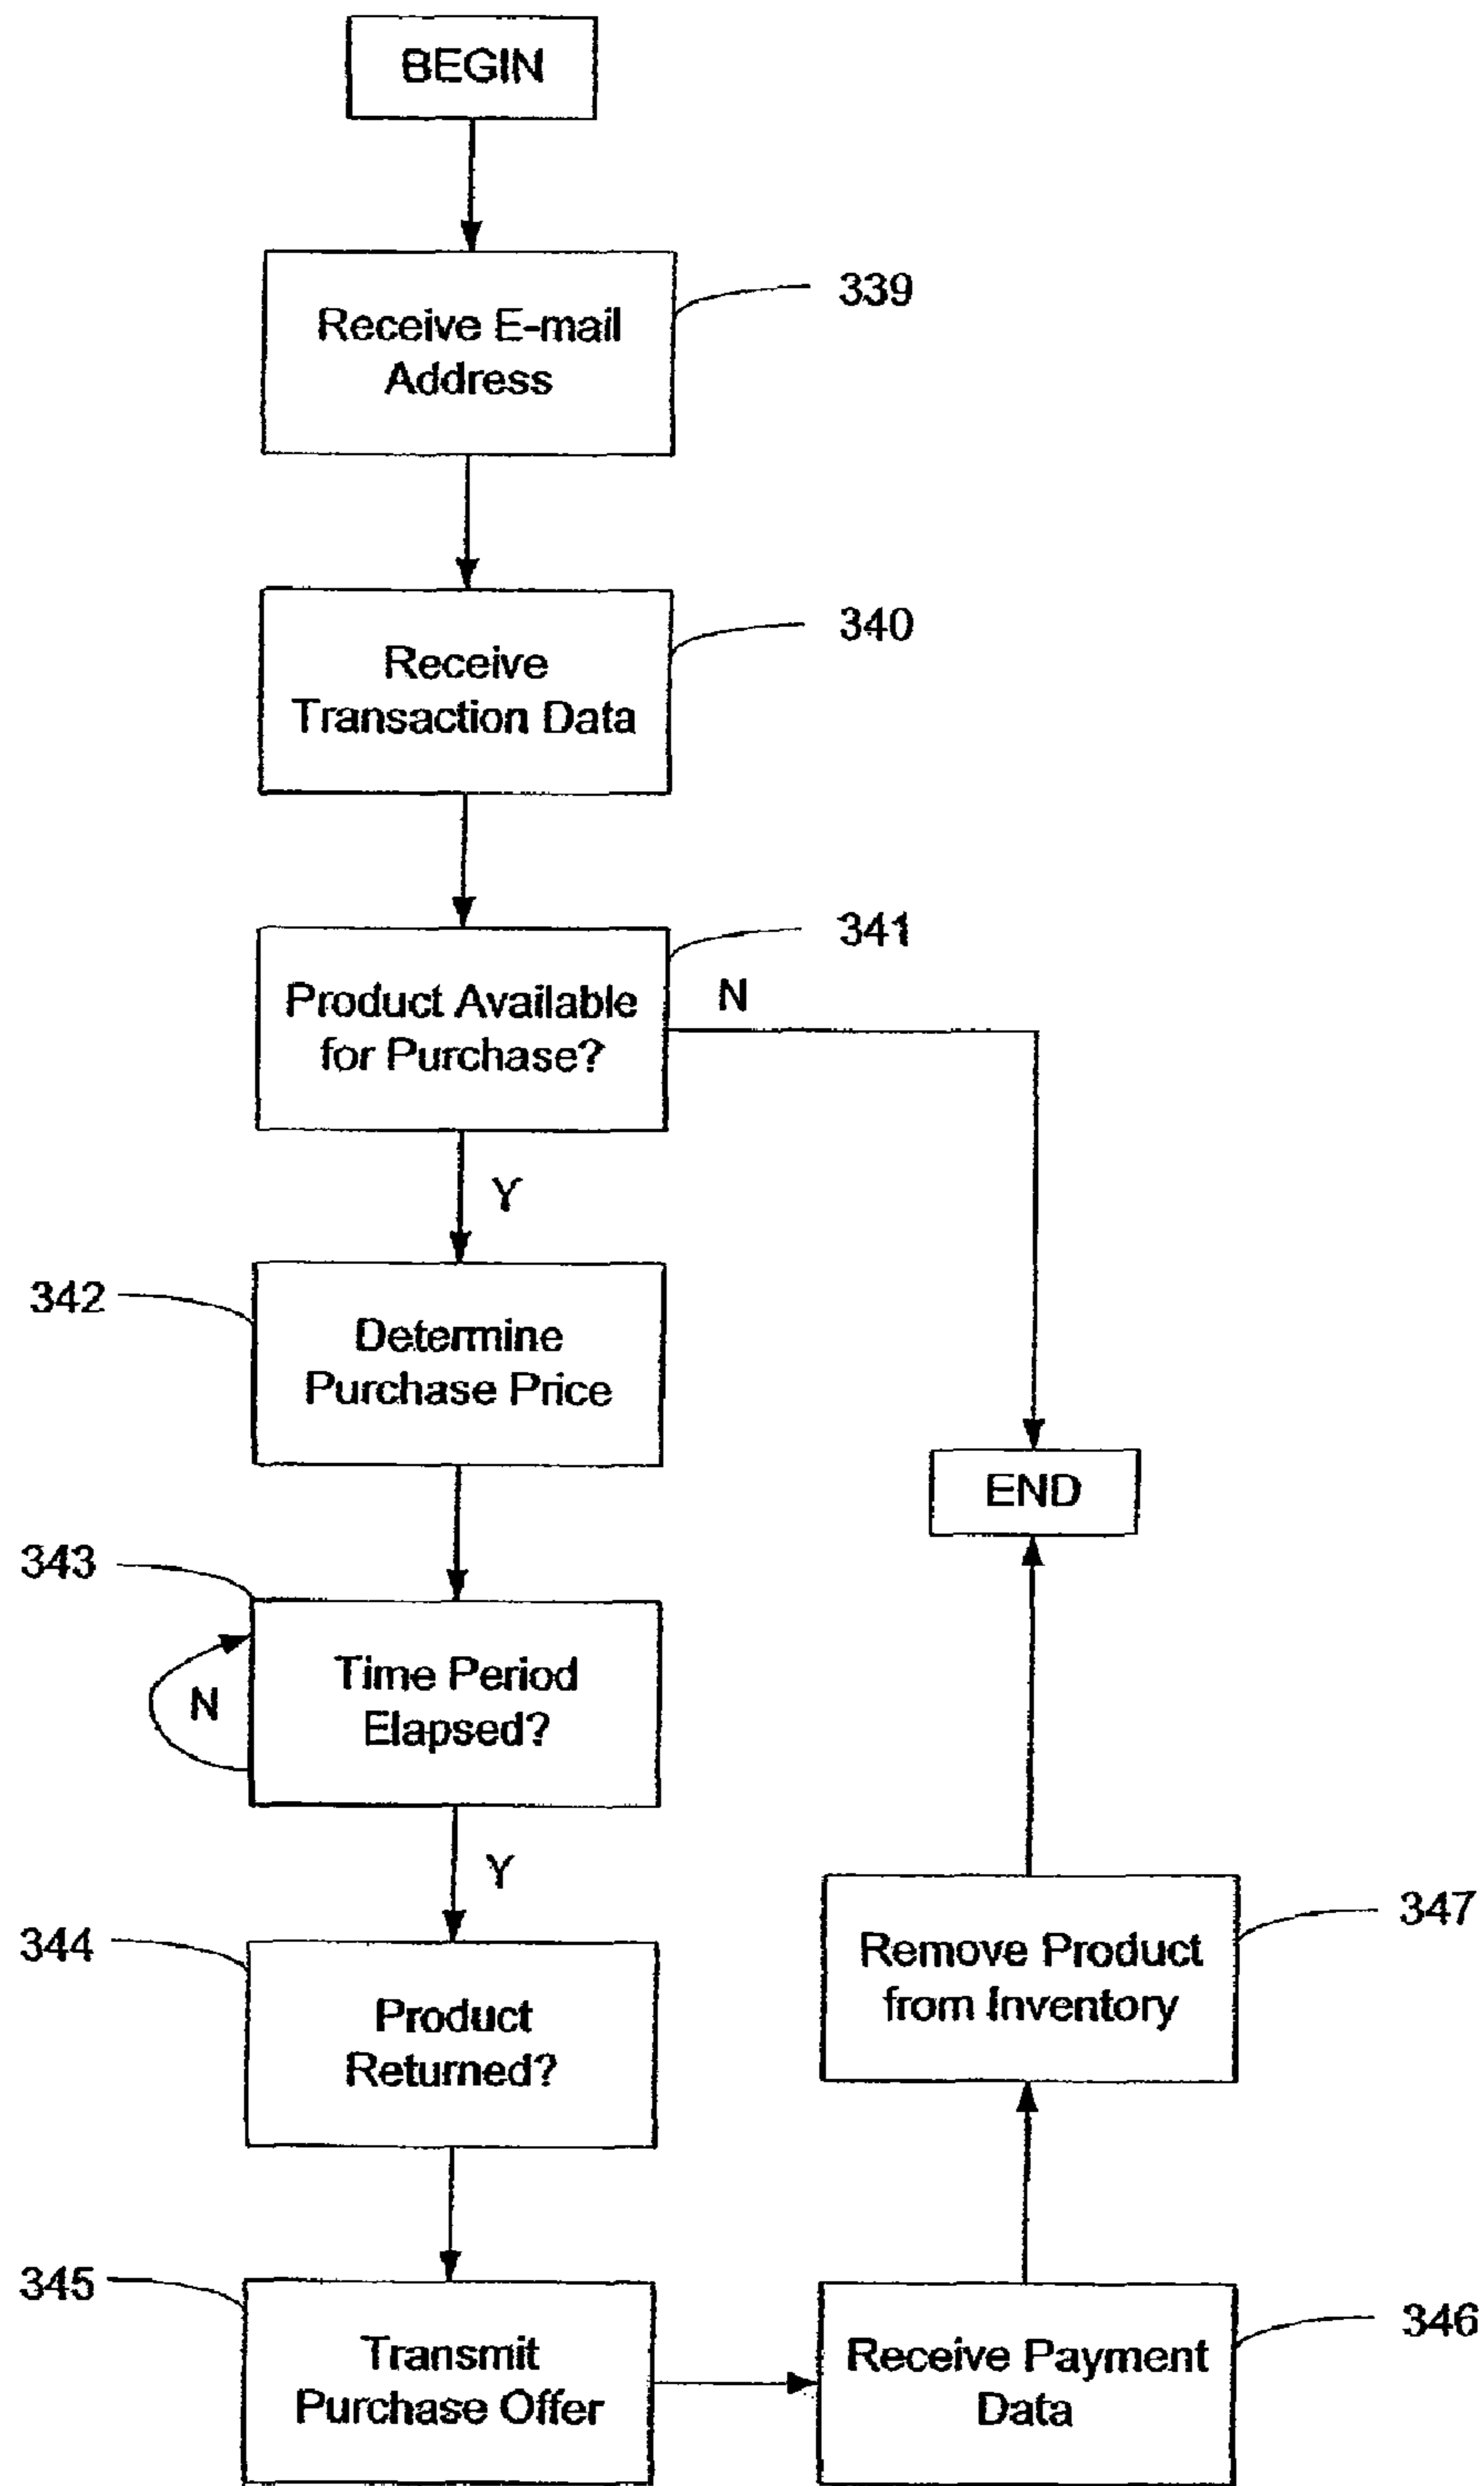 BEGIN
Receive E-mail
Address
339
Receive
Transaction Data
340
Product Available
for Purchase?
341
N
Y
342
Determine
Purchase Price
END
343
Time Period
Elapsed?
N
Y
344
Product
Returned?
Remove Product
from Inventory
347
345
Transmit
Purchase Offer
Receive Payment
Data
346